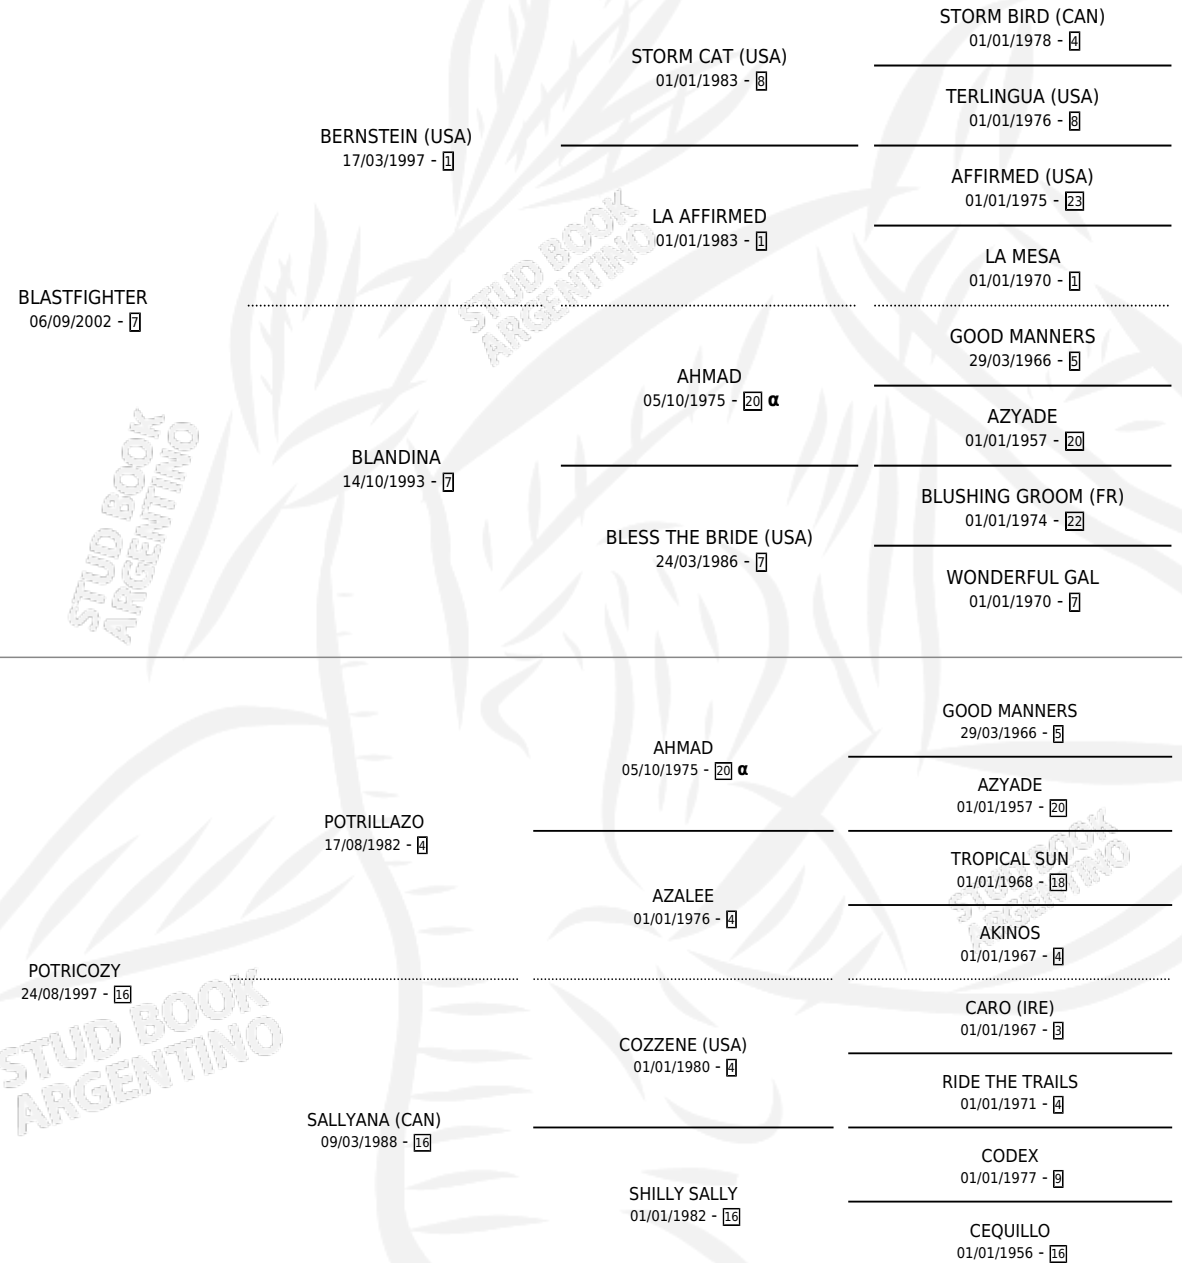 STORM BIRD (CAN)
01/01/1978 - 4
STORM CAT (USA)
01/01/1983 - 8
TERLINGUA (USA)
01/01/1976 - 8
BERNSTEIN (USA)
17/03/1997 - 1
AFFIRMED (USA)
01/01/1975 - 23
LA AFFIRMED
01/01/1983 - 1
LA MESA
01/01/1970 - 1
BLASTFIGHTER
06/09/2002 - 7
GOOD MANNERS
29/03/1966 - 5
AHMAD
05/10/1975 - 20 α
AZYADE
01/01/1957 - 20
BLANDINA
14/10/1993 - 7
BLUSHING GROOM (FR)
01/01/1974 - 22
BLESS THE BRIDE (USA)
24/03/1986 - 7
WONDERFUL GAL
01/01/1970 - 7
GOOD MANNERS
29/03/1966 - 5
AHMAD
05/10/1975 - 20 α
AZYADE
01/01/1957 - 20
POTRILLAZO
17/08/1982 - 4
TROPICAL SUN
01/01/1968 - 18
AZALEE
01/01/1976 - 4
AKINOS
01/01/1967 - 4
POTRICOZY
24/08/1997 - 16
CARO (IRE)
01/01/1967 - 3
COZZENE (USA)
01/01/1980 - 4
RIDE THE TRAILS
01/01/1971 - 4
SALLYANA (CAN)
09/03/1988 - 16
CODEX
01/01/1977 - 9
SHILLY SALLY
01/01/1982 - 16
CEQUILLO
01/01/1956 - 16
STUD BOOK
ARGENTINO
STUD BOOK
ARGENTINO
STUD BOOK
ARGENTINO
STUD BOOK
ARGENTINO